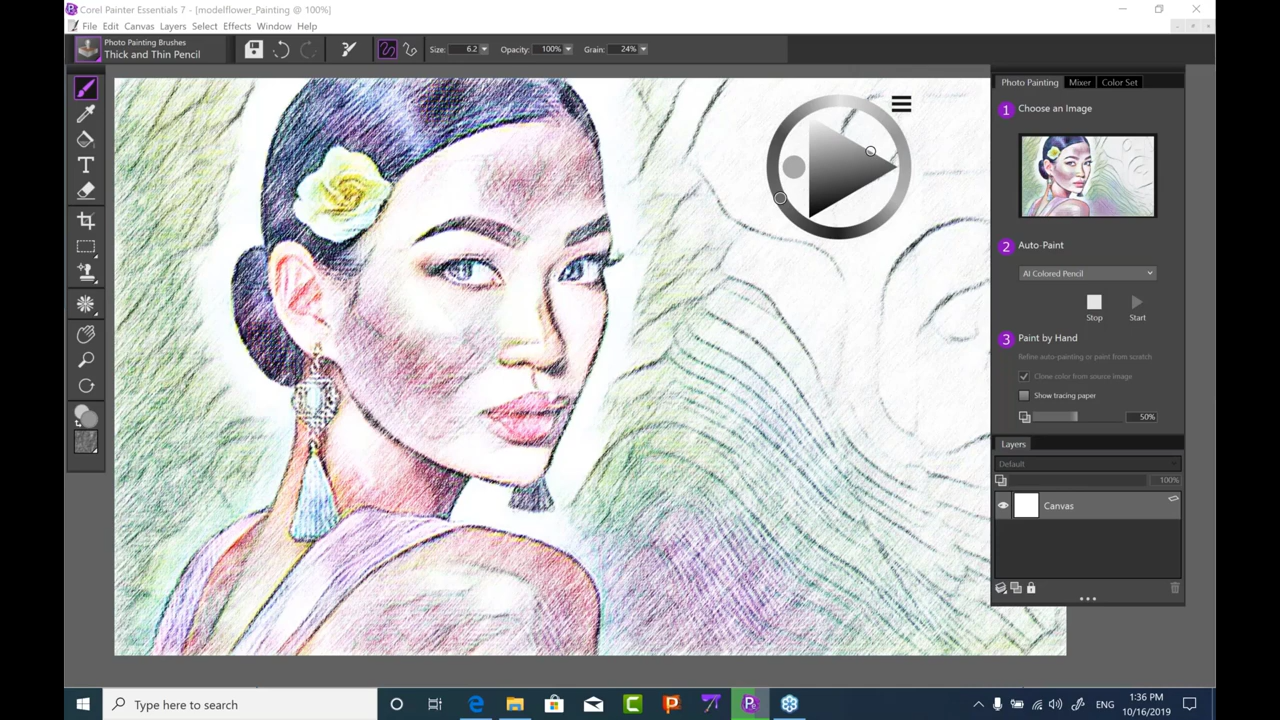 Corel Painter Essentials 7 - [modelflower_Painting @ 100%]
File Edit Canvas Layers Select Effects Window Help
Photo Painting Brushes
Thick and Thin Pencil
Size: 6.2 Opacity: 100% Grain: 24%
Photo Painting Mixer Color Set
1 Choose an Image
2 Auto-Paint
AI Colored Pencil
Stop Start
3 Paint by Hand
Refine auto-painting or paint from scratch
Clone color from source image
Show tracing paper
50%
Layers
Default
100%
Canvas
Type here to search
ENG
1:36 PM
10/16/2019